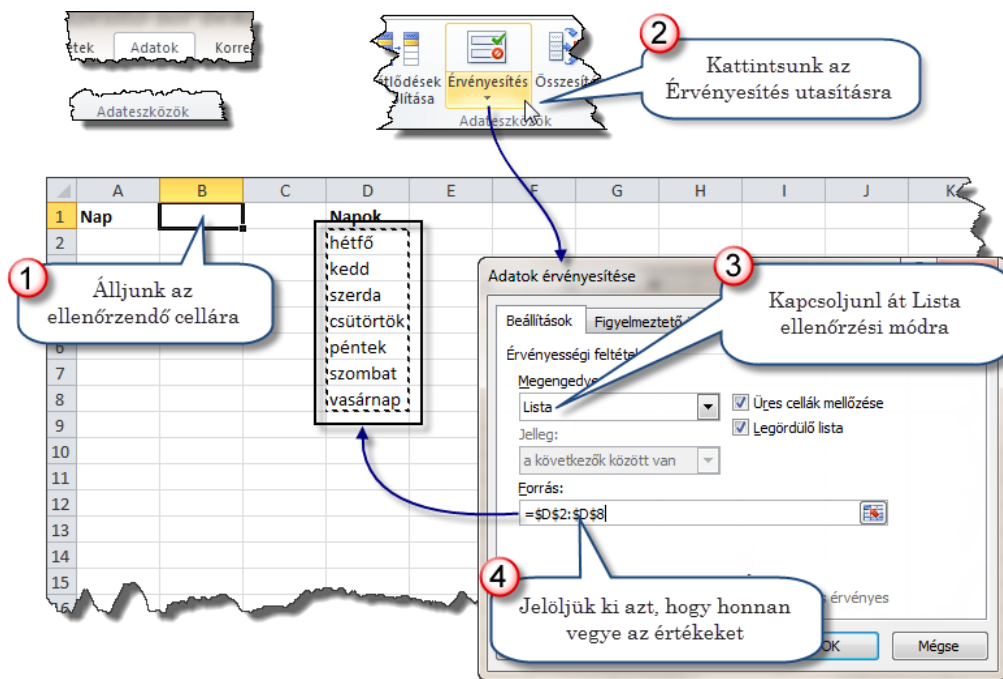 Adatok
Adateszközök
Érvényesítés
Adateszközök
2
Kattintsunk az
Érvényesítés utasításra
A B C D E F G H I J K
1 Nap Napok
2 hétfő
kedd
szerda
csütörtök
péntek
7 szombat
8 vasárnap
9
10
11
12
13
14
15
1
Álljunk az
ellenőrzendő cellára
Adatok érvényesítése
3
Kapcsoljunl át Lista
ellenőrzési módra
Beállítások Figyelmeztető
Érvényességi feltétel
Lista
Üres cellák mellőzése
Jelleg:
Legördülő lista
a következők között van
Forrás:
=$D$2:$D$8
4
Jelöljük ki azt, hogy honnan
vegye az értékeket
érvényes
OK Mégse